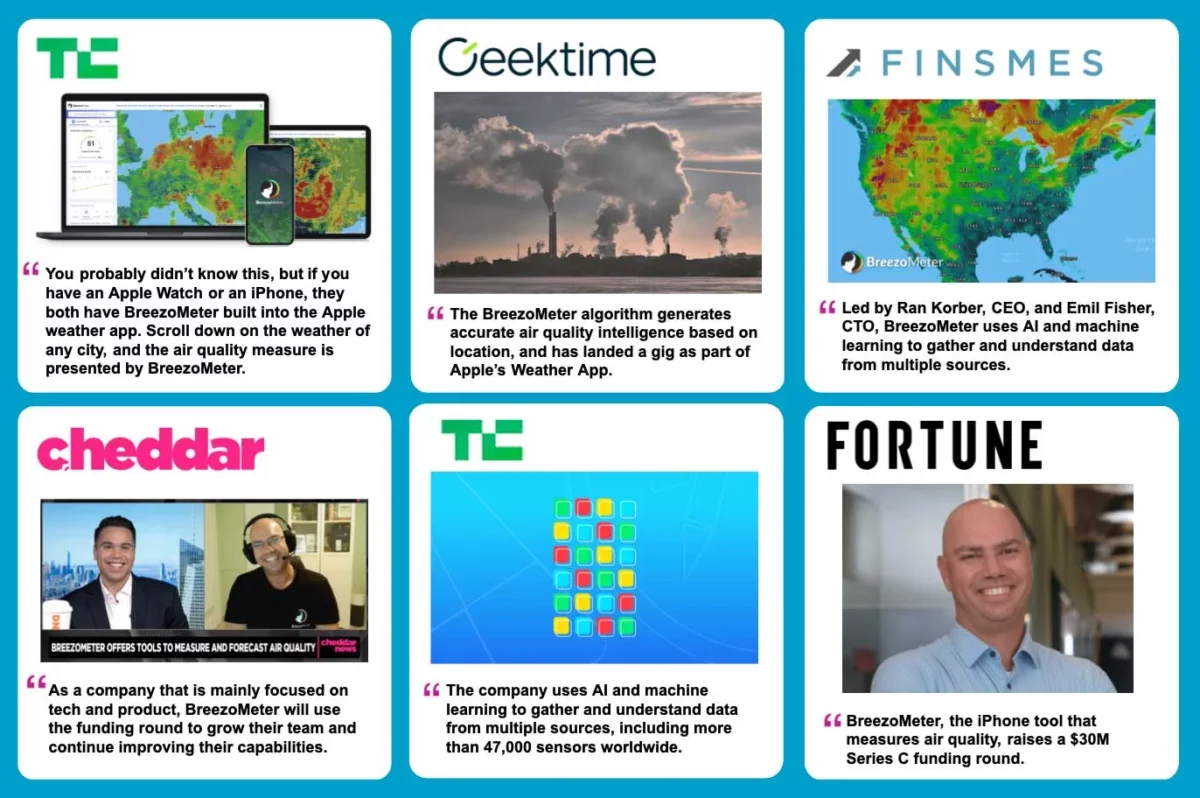 TC
BreezoMeter
“ You probably didn’t know this, but if you
have an Apple Watch or an iPhone, they
both have BreezoMeter built into the Apple
weather app. Scroll down on the weather of
any city, and the air quality measure is
presented by BreezoMeter.
Geektime
“ The BreezoMeter algorithm generates
accurate air quality intelligence based on
location, and has landed a gig as part of
Apple’s Weather App.
FINSMES
BreezoMeter
“ Led by Ran Korber, CEO, and Emil Fisher,
CTO, BreezoMeter uses AI and machine
learning to gather and understand data
from multiple sources.
cheddar
BREEZOMETER OFFERS TOOLS TO MEASURE AND FORECAST AIR QUALITY
cheddar
news
“ As a company that is mainly focused on
tech and product, BreezoMeter will use
the funding round to grow their team and
continue improving their capabilities.
TC
“ The company uses AI and machine
learning to gather and understand data
from multiple sources, including more
than 47,000 sensors worldwide.
FORTUNE
“ BreezoMeter, the iPhone tool that
measures air quality, raises a $30M
Series C funding round.